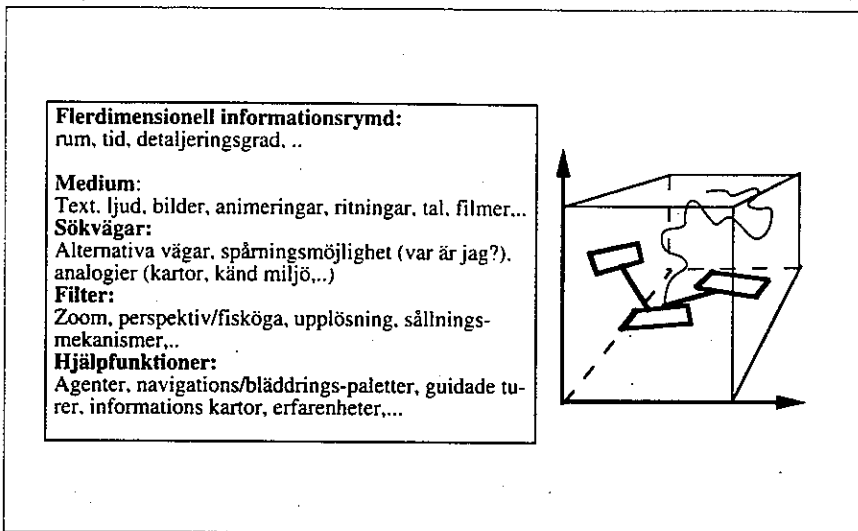 Flerdimensionell informationsrymd:
rum, tid, detaljeringsgrad, ..
Medium:
Text, ljud, bilder, animeringar, ritningar, tal, filmer,...
Sökvägar:
Alternativa vägar, spårningsmöjlighet (var är jag?),
analogier (kartor, känd miljö,..)
Filter:
Zoom, perspektiv/fisköga, upplösning, sållnings-
mekanismer,..
Hjälpfunktioner:
Agenter, navigations/bläddrings-paletter, guidade tu-
rer, informations kartor, erfarenheter,...